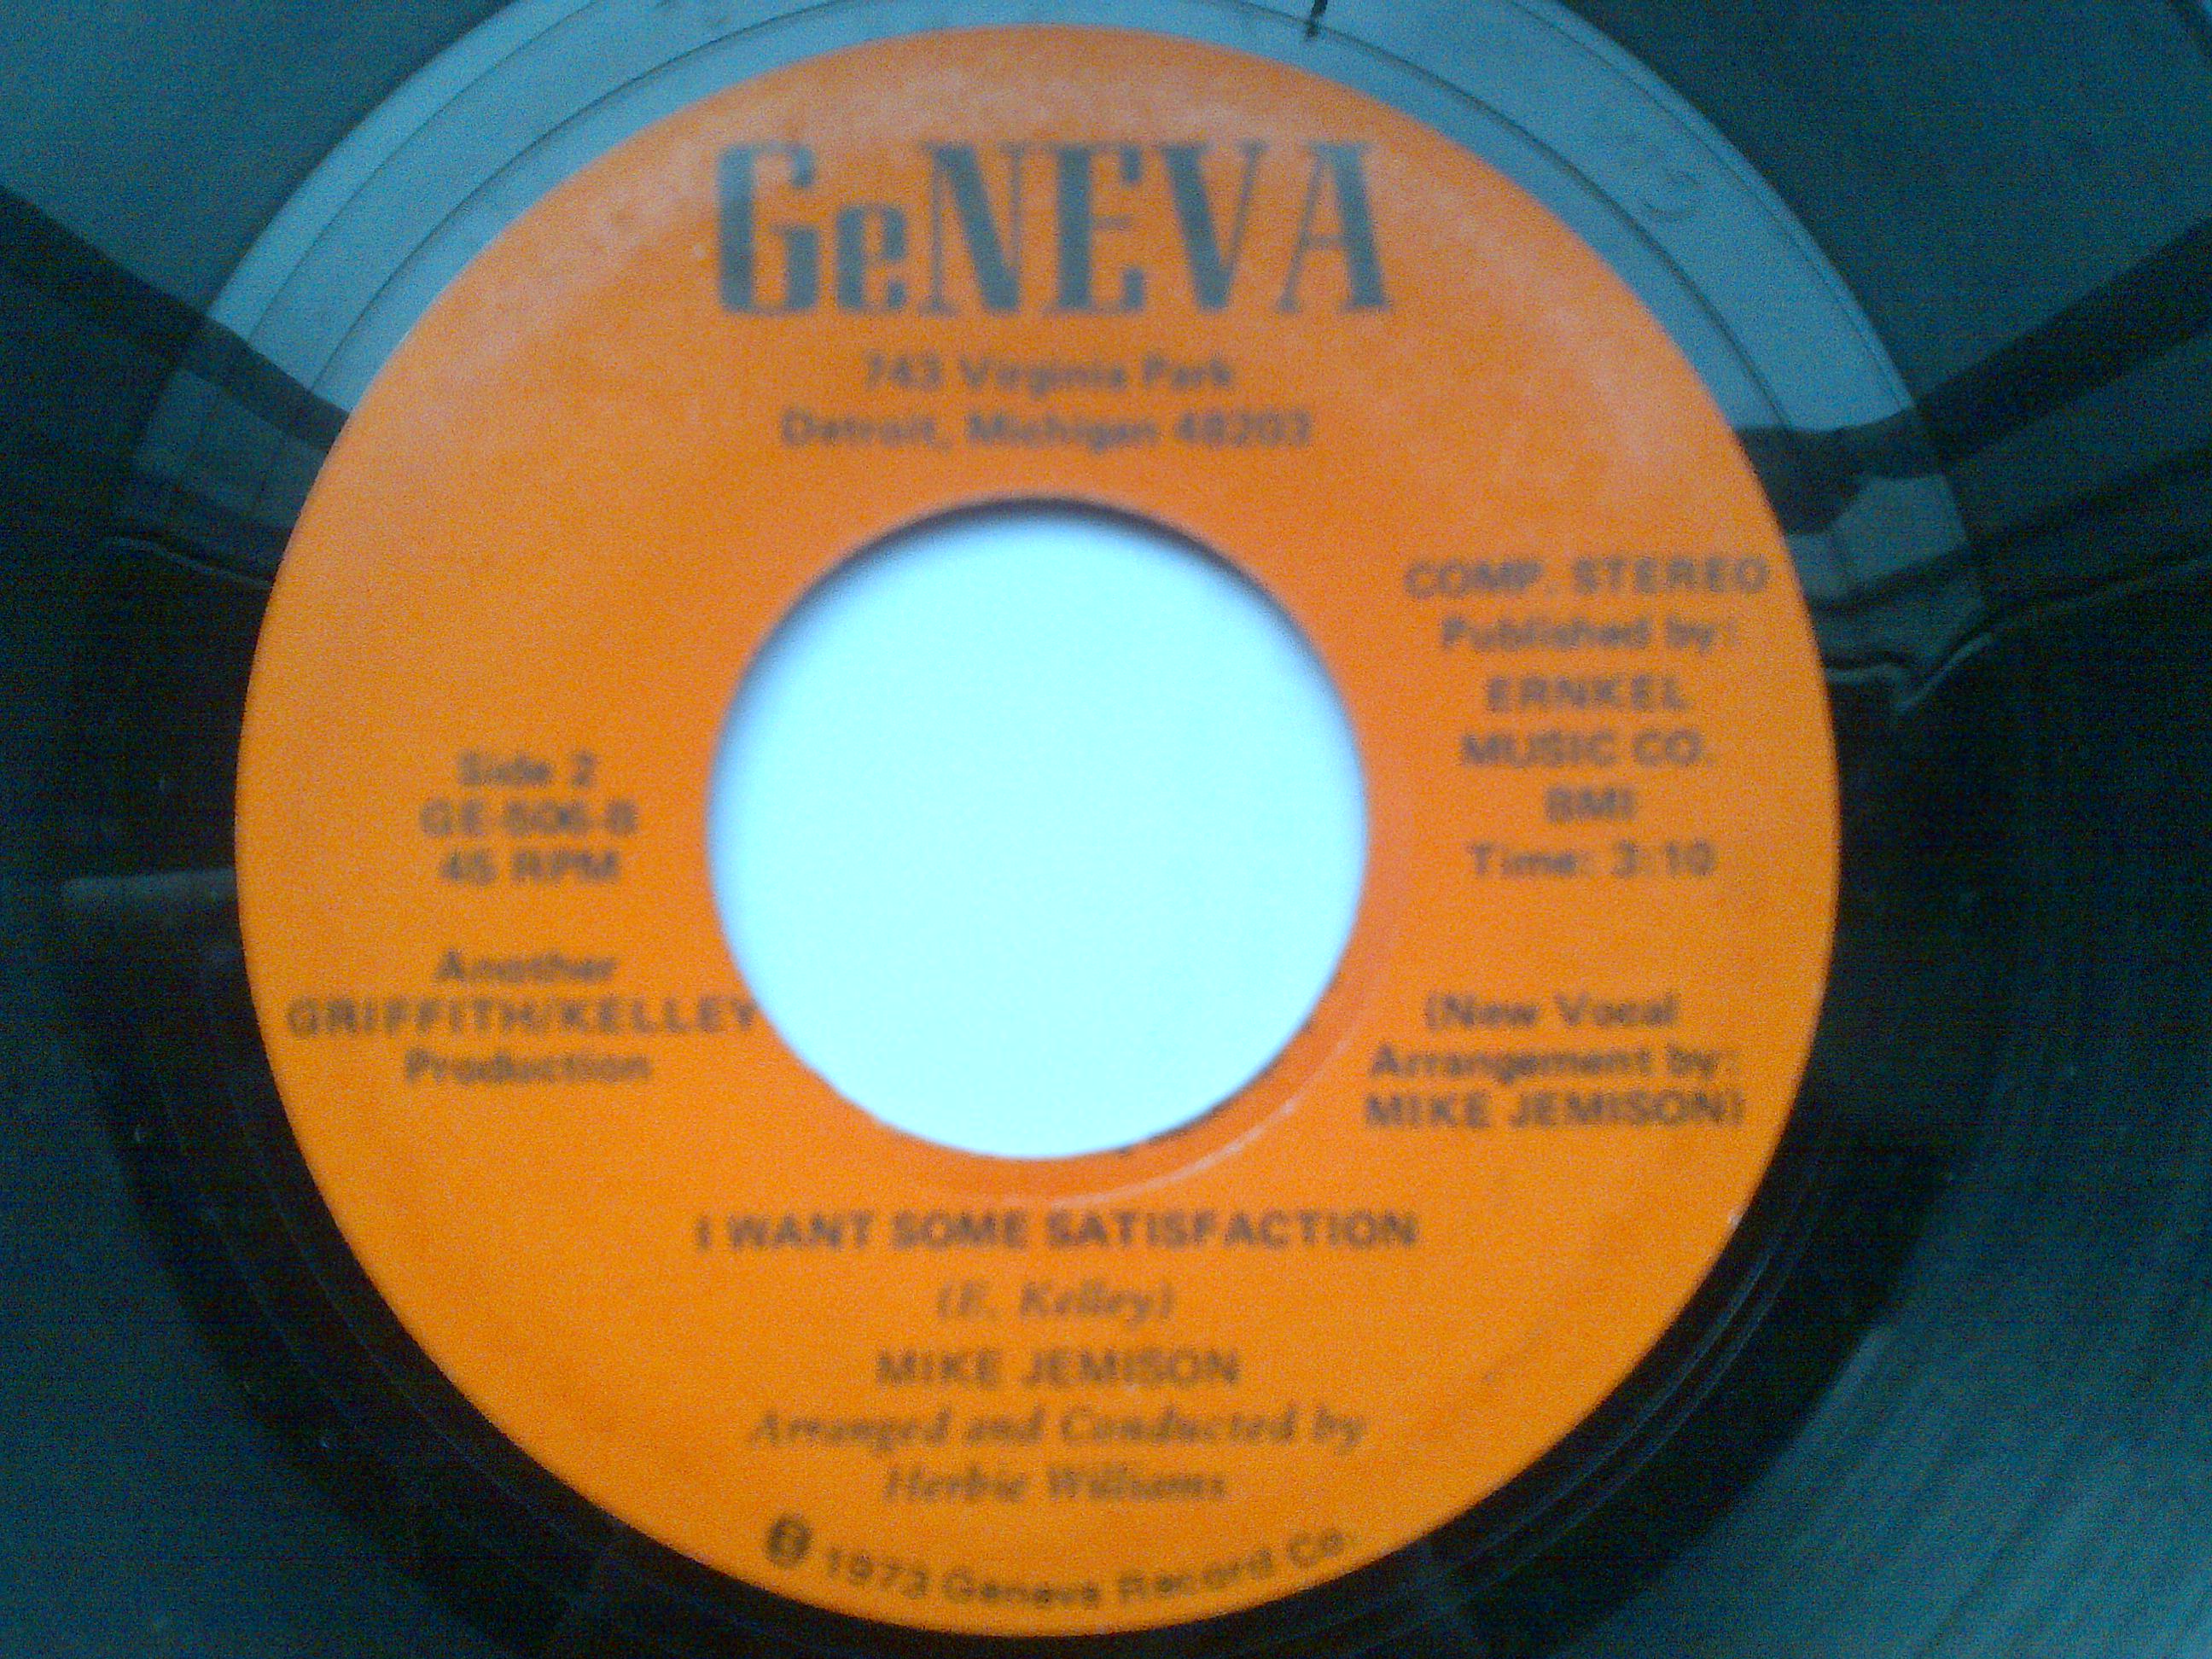 GeNEVA
743 Virginia Park
Detroit, Michigan 48202
Side 2
GE-506-B
45 RPM
Another
GRIFFITH/KELLEY
Production
COMP. STEREO
Published by:
ERNKEL
MUSIC CO.
BMI
Time: 3:10
(New Vocal
Arrangement by:
MIKE JEMISON)
I WANT SOME SATISFACTION
(E. Kelley)
MIKE JEMISON
Arranged and Conducted by
Herbie Williams
℗ 1973 Geneva Record Co.